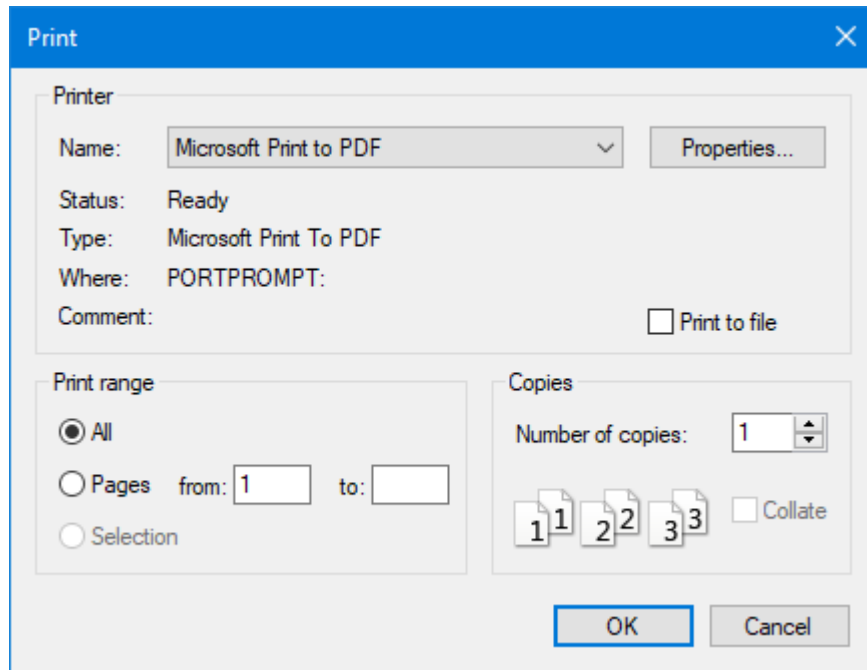 Print
Printer
Name: Microsoft Print to PDF Properties...
Status: Ready
Type: Microsoft Print To PDF
Where: PORTPROMPT:
Comment: Print to file
Print range
All
Pages from: 1 to:
Selection
Copies
Number of copies: 1
1 1 2 2 3 3 Collate
OK Cancel